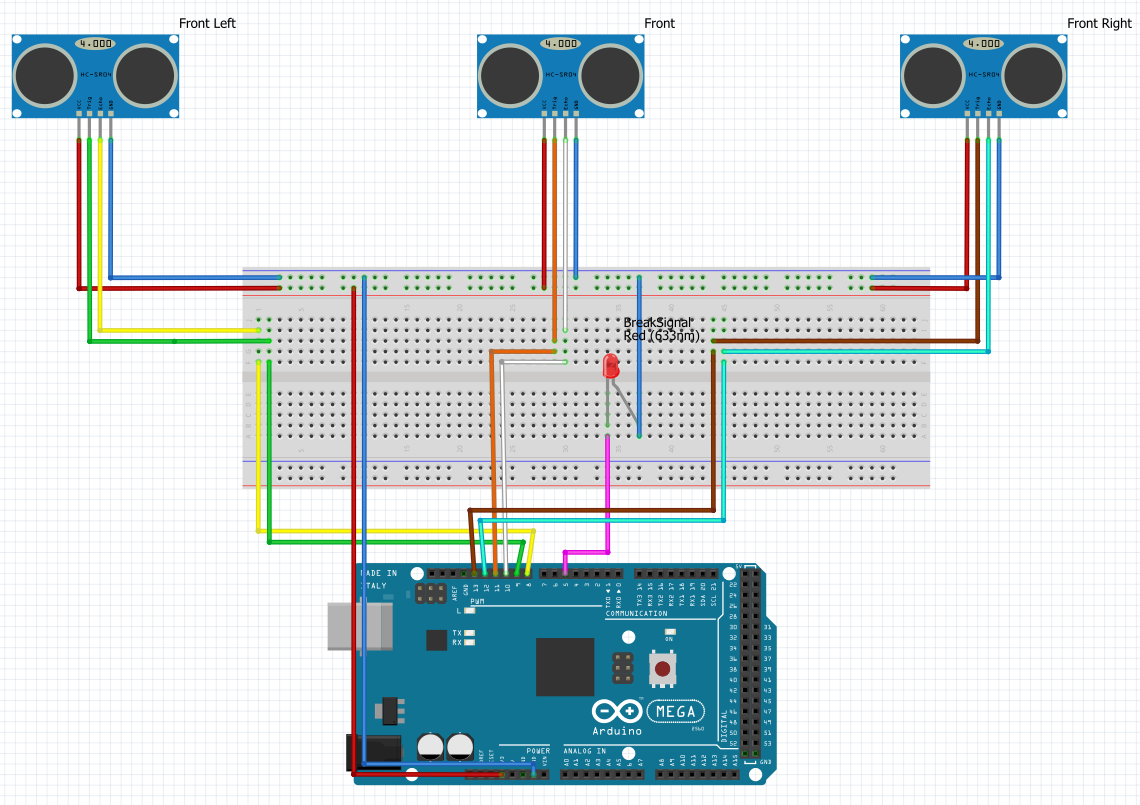 Front Left
Front
Front Right
4.000
4.000
4.000
HC-SR04
HC-SR04
HC-SR04
VCC
Trig
Echo
GND
VCC
Trig
Echo
GND
VCC
Trig
Echo
GND
BreakSignal
Red (633nm)
MADE IN
ITALY
AREF
GND
13
12
11
10
9
8
7
6
5
4
3
2
TX0 ▶ 1
RX0 ▶ 0
TX3 14
RX3 15
TX2 16
RX2 17
TX1 18
RX1 19
SDA 20
SCL 21
PWM
COMMUNICATION
L
TX
RX
ON
5V
22
24
26
28
30 31
32 33
34 35
36 37
38 39
40 41
42 43
44 45
46 47
48 49
50 51
52 53
GND
DIGITAL
MEGA
2560
Arduino
POWER
ANALOG IN
VIN
A0
A1
A2
A3
A4
A5
A7
A8
A9
A10
A11
A12
A13
A14
A15